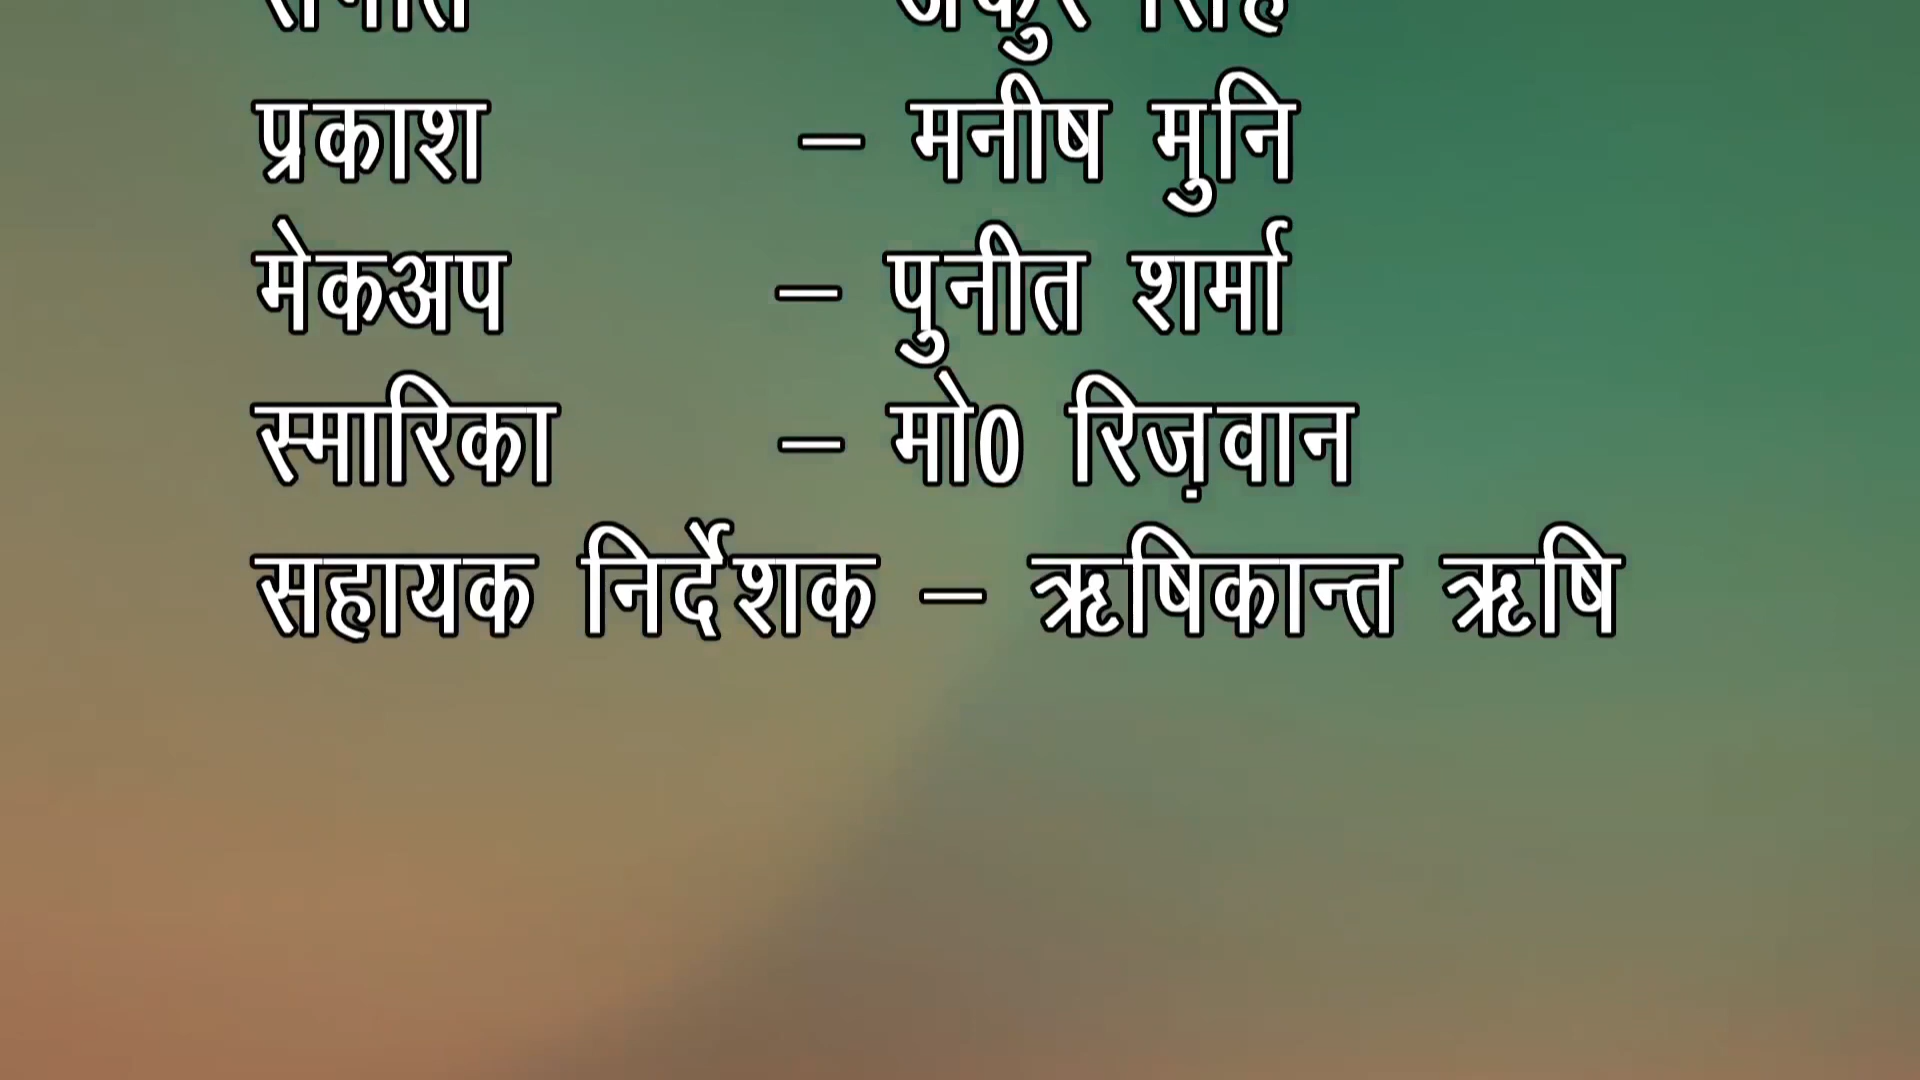 प्रकाश – मनीष मुनि
मेकअप – पुनीत शर्मा
स्मारिका – मो0 रिज़वान
सहायक निर्देशक – ऋषिकान्त ऋषि